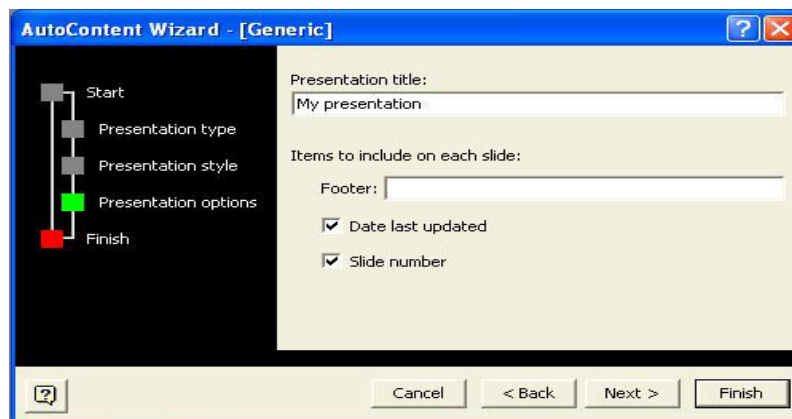 AutoContent Wizard - [Generic]
Start
Presentation type
Presentation style
Presentation options
Finish
Presentation title:
My presentation
Items to include on each slide:
Footer:
Date last updated
Slide number
Cancel
< Back
Next >
Finish